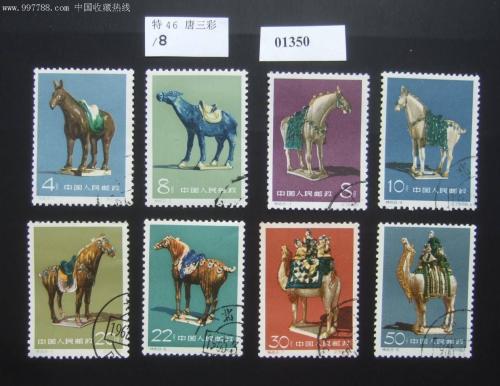 www.997788.com 中国收藏热线
特46 唐三彩
/8
01350
4分 中国人民邮政
8分 中国人民邮政
中国人民邮政 8分
10分 中国人民邮政
中国人民邮政
22分 中国人民邮政
30分 中国人民邮政
50分 中国人民邮政